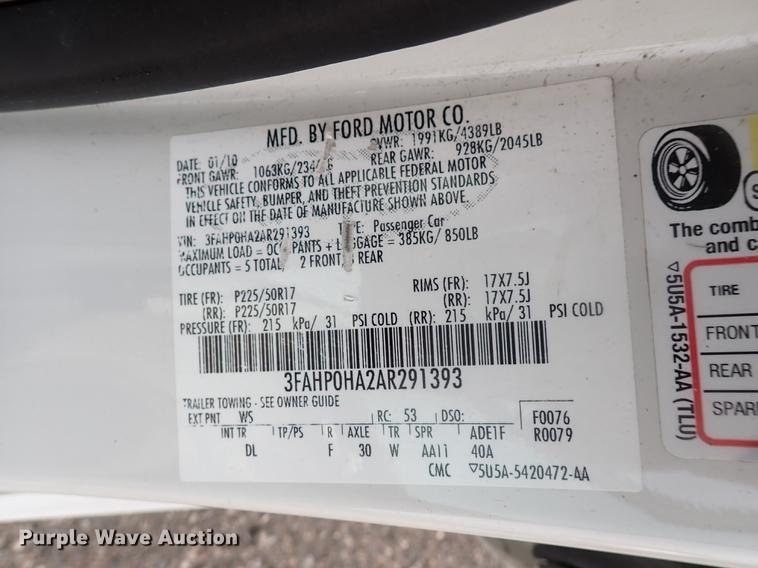 MFD. BY FORD MOTOR CO.
DATE: 01/10 GVWR: 1991KG/4389LB
FRONT GAWR: 1063KG/ REAR GAWR: 928KG/2045LB
THIS VEHICLE CONFORMS TO ALL APPLICABLE FEDERAL MOTOR
VEHICLE SAFETY, BUMPER, AND THEFT PREVENTION STANDARDS
IN EFFECT ON THE DATE OF MANUFACTURE SHOWN ABOVE.
VIN: 3FAHP0HA2AR291393 Passenger Car
MAXIMUM LOAD = OCCUPANTS + LUGGAGE = 385KG/ 850LB
OCCUPANTS = 5 TOTAL, 2 FRONT, 3 REAR
TIRE (FR): P225/50R17 RIMS (FR): 17X7.5J
(RR): P225/50R17 (RR): 17X7.5J
PRESSURE (FR): 215 kPa/ 31 PSI COLD (RR): 215 kPa/ 31 PSI COLD
3FAHP0HA2AR291393
TRAILER TOWING - SEE OWNER GUIDE
EXT PNT WS RC: 53 DSO: F0076
INT TR TP/PS R AXLE TR SPR ADE1F R0079
DL F 30 W AA11 40A
CMC ▽5U5A-5420472-AA
The comb
and c
▽5U5A-1532-AA (TLU)
TIRE
FRONT
REAR
SPAR
Purple Wave Auction